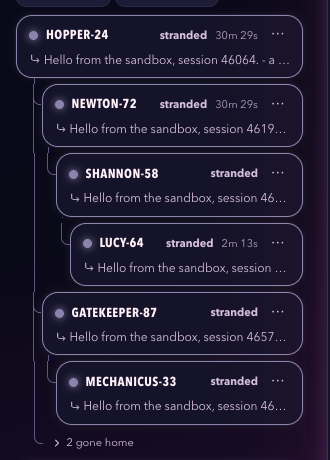 HOPPER-24 stranded 30m 29s ...
↳ Hello from the sandbox, session 46064. - a ...
NEWTON-72 stranded 30m 29s ...
↳ Hello from the sandbox, session 4619...
SHANNON-58 stranded ...
↳ Hello from the sandbox, session 46...
LUCY-64 stranded 2m 13s ...
↳ Hello from the sandbox, session ...
GATEKEEPER-87 stranded ...
↳ Hello from the sandbox, session 4657...
MECHANICUS-33 stranded ...
↳ Hello from the sandbox, session 46...
> 2 gone home